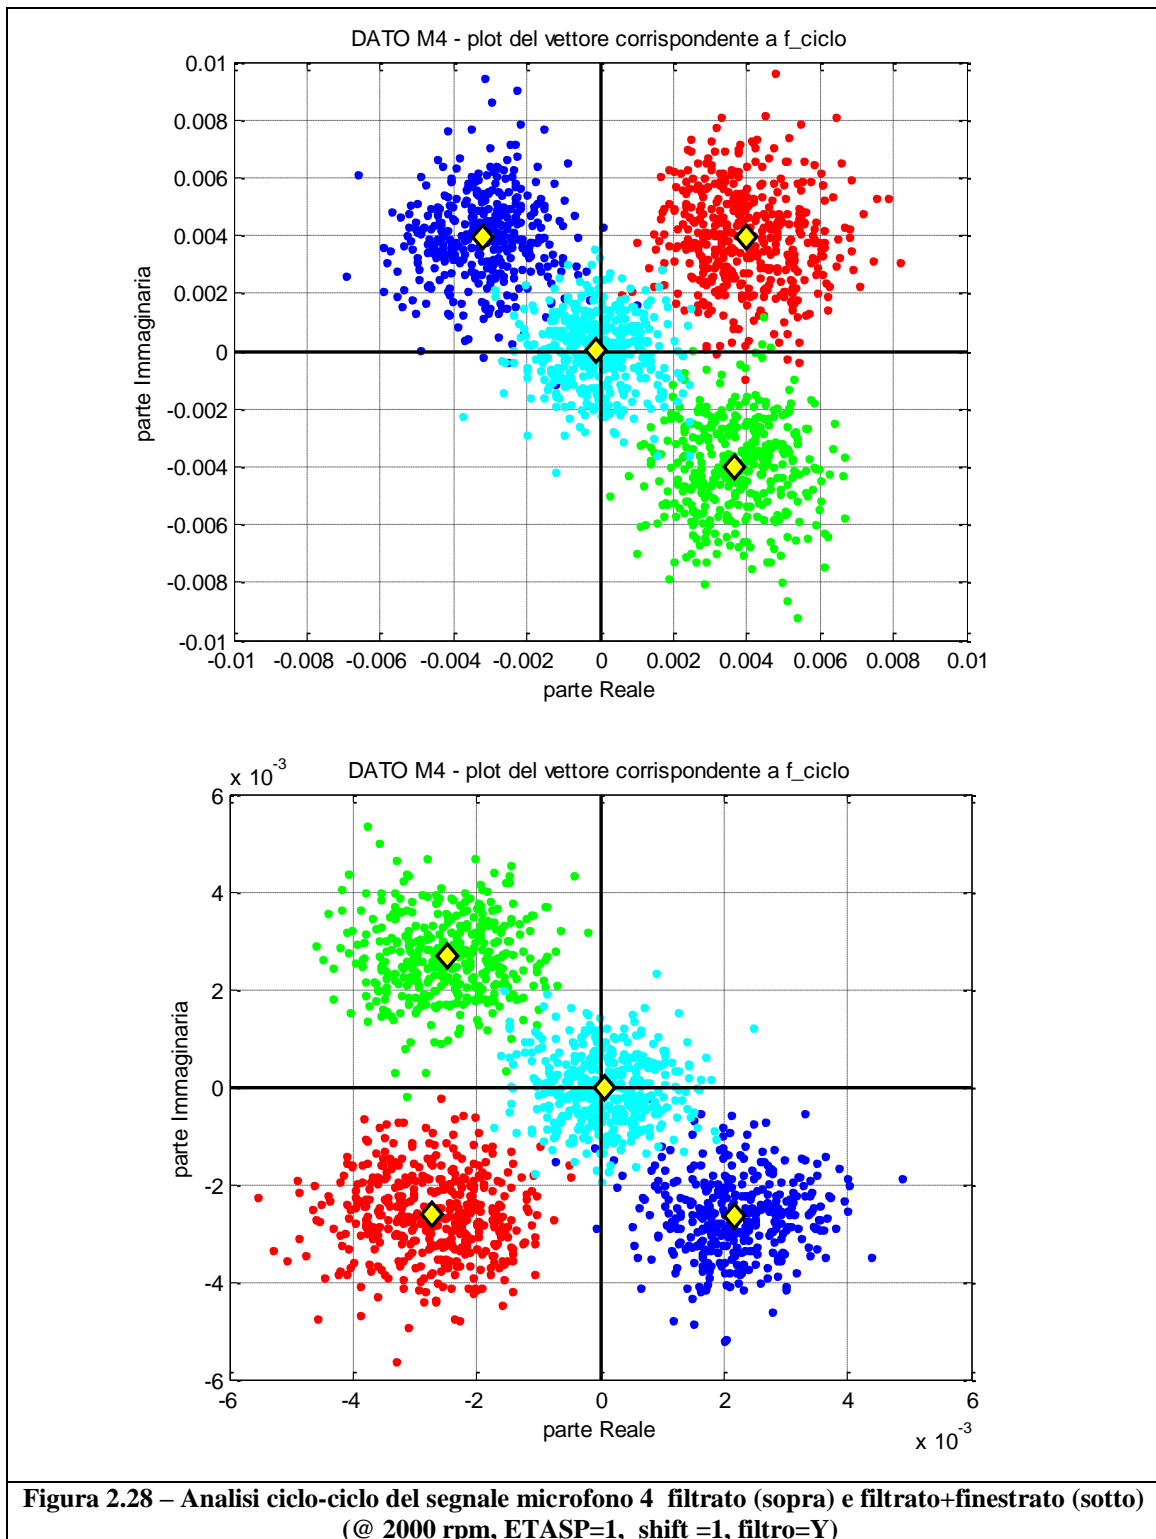 DATO M4 - plot del vettore corrispondente a f_ciclo
0.01
0.008
0.006
0.004
0.002
0
-0.002
-0.004
-0.006
-0.008
-0.01
parte Immaginaria
-0.01 -0.008 -0.006 -0.004 -0.002 0 0.002 0.004 0.006 0.008 0.01
parte Reale
x 10-3
DATO M4 - plot del vettore corrispondente a f_ciclo
6
4
2
0
-2
-4
-6
parte Immaginaria
-6 -4 -2 0 2 4 6
parte Reale
x 10-3
Figura 2.28 – Analisi ciclo-ciclo del segnale microfono 4 filtrato (sopra) e filtrato+finestrato (sotto)
(@ 2000 rpm, ETASP=1, shift =1, filtro=Y)